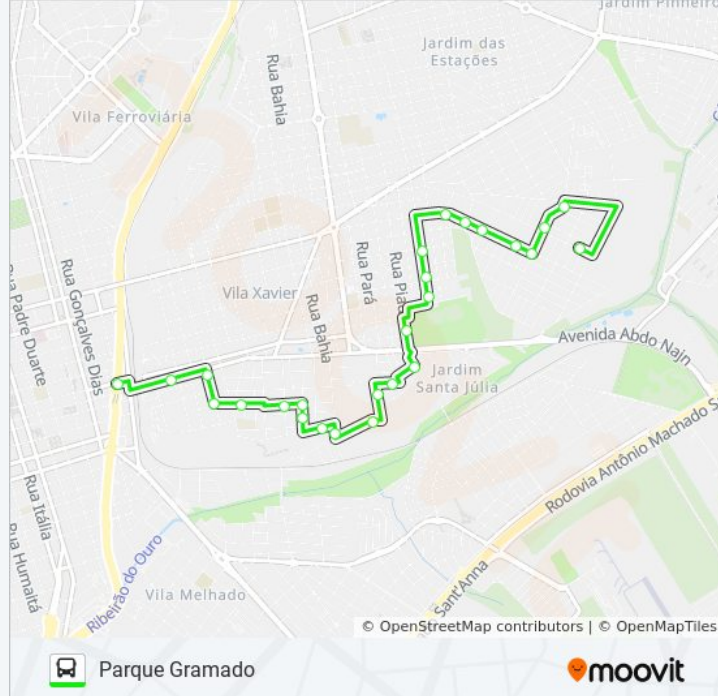 Jardim Pinheiro
Jardim das
Estações
Rua Bahia
Vila Ferroviária
Rua Padre Duarte
Rua Gonçalves Dias
Vila Xavier
Rua Pará
Rua Pia
Rua Bahia
Avenida Abdo Najn
Jardim
Santa Júlia
Rua Itália
Rua Humaitá
Ribeirão do Ouro
Vila Melhado
Rodovia Antônio Machado S
Sant'Anna
© OpenStreetMap contributors | © OpenMapTiles
Parque Gramado
moovit